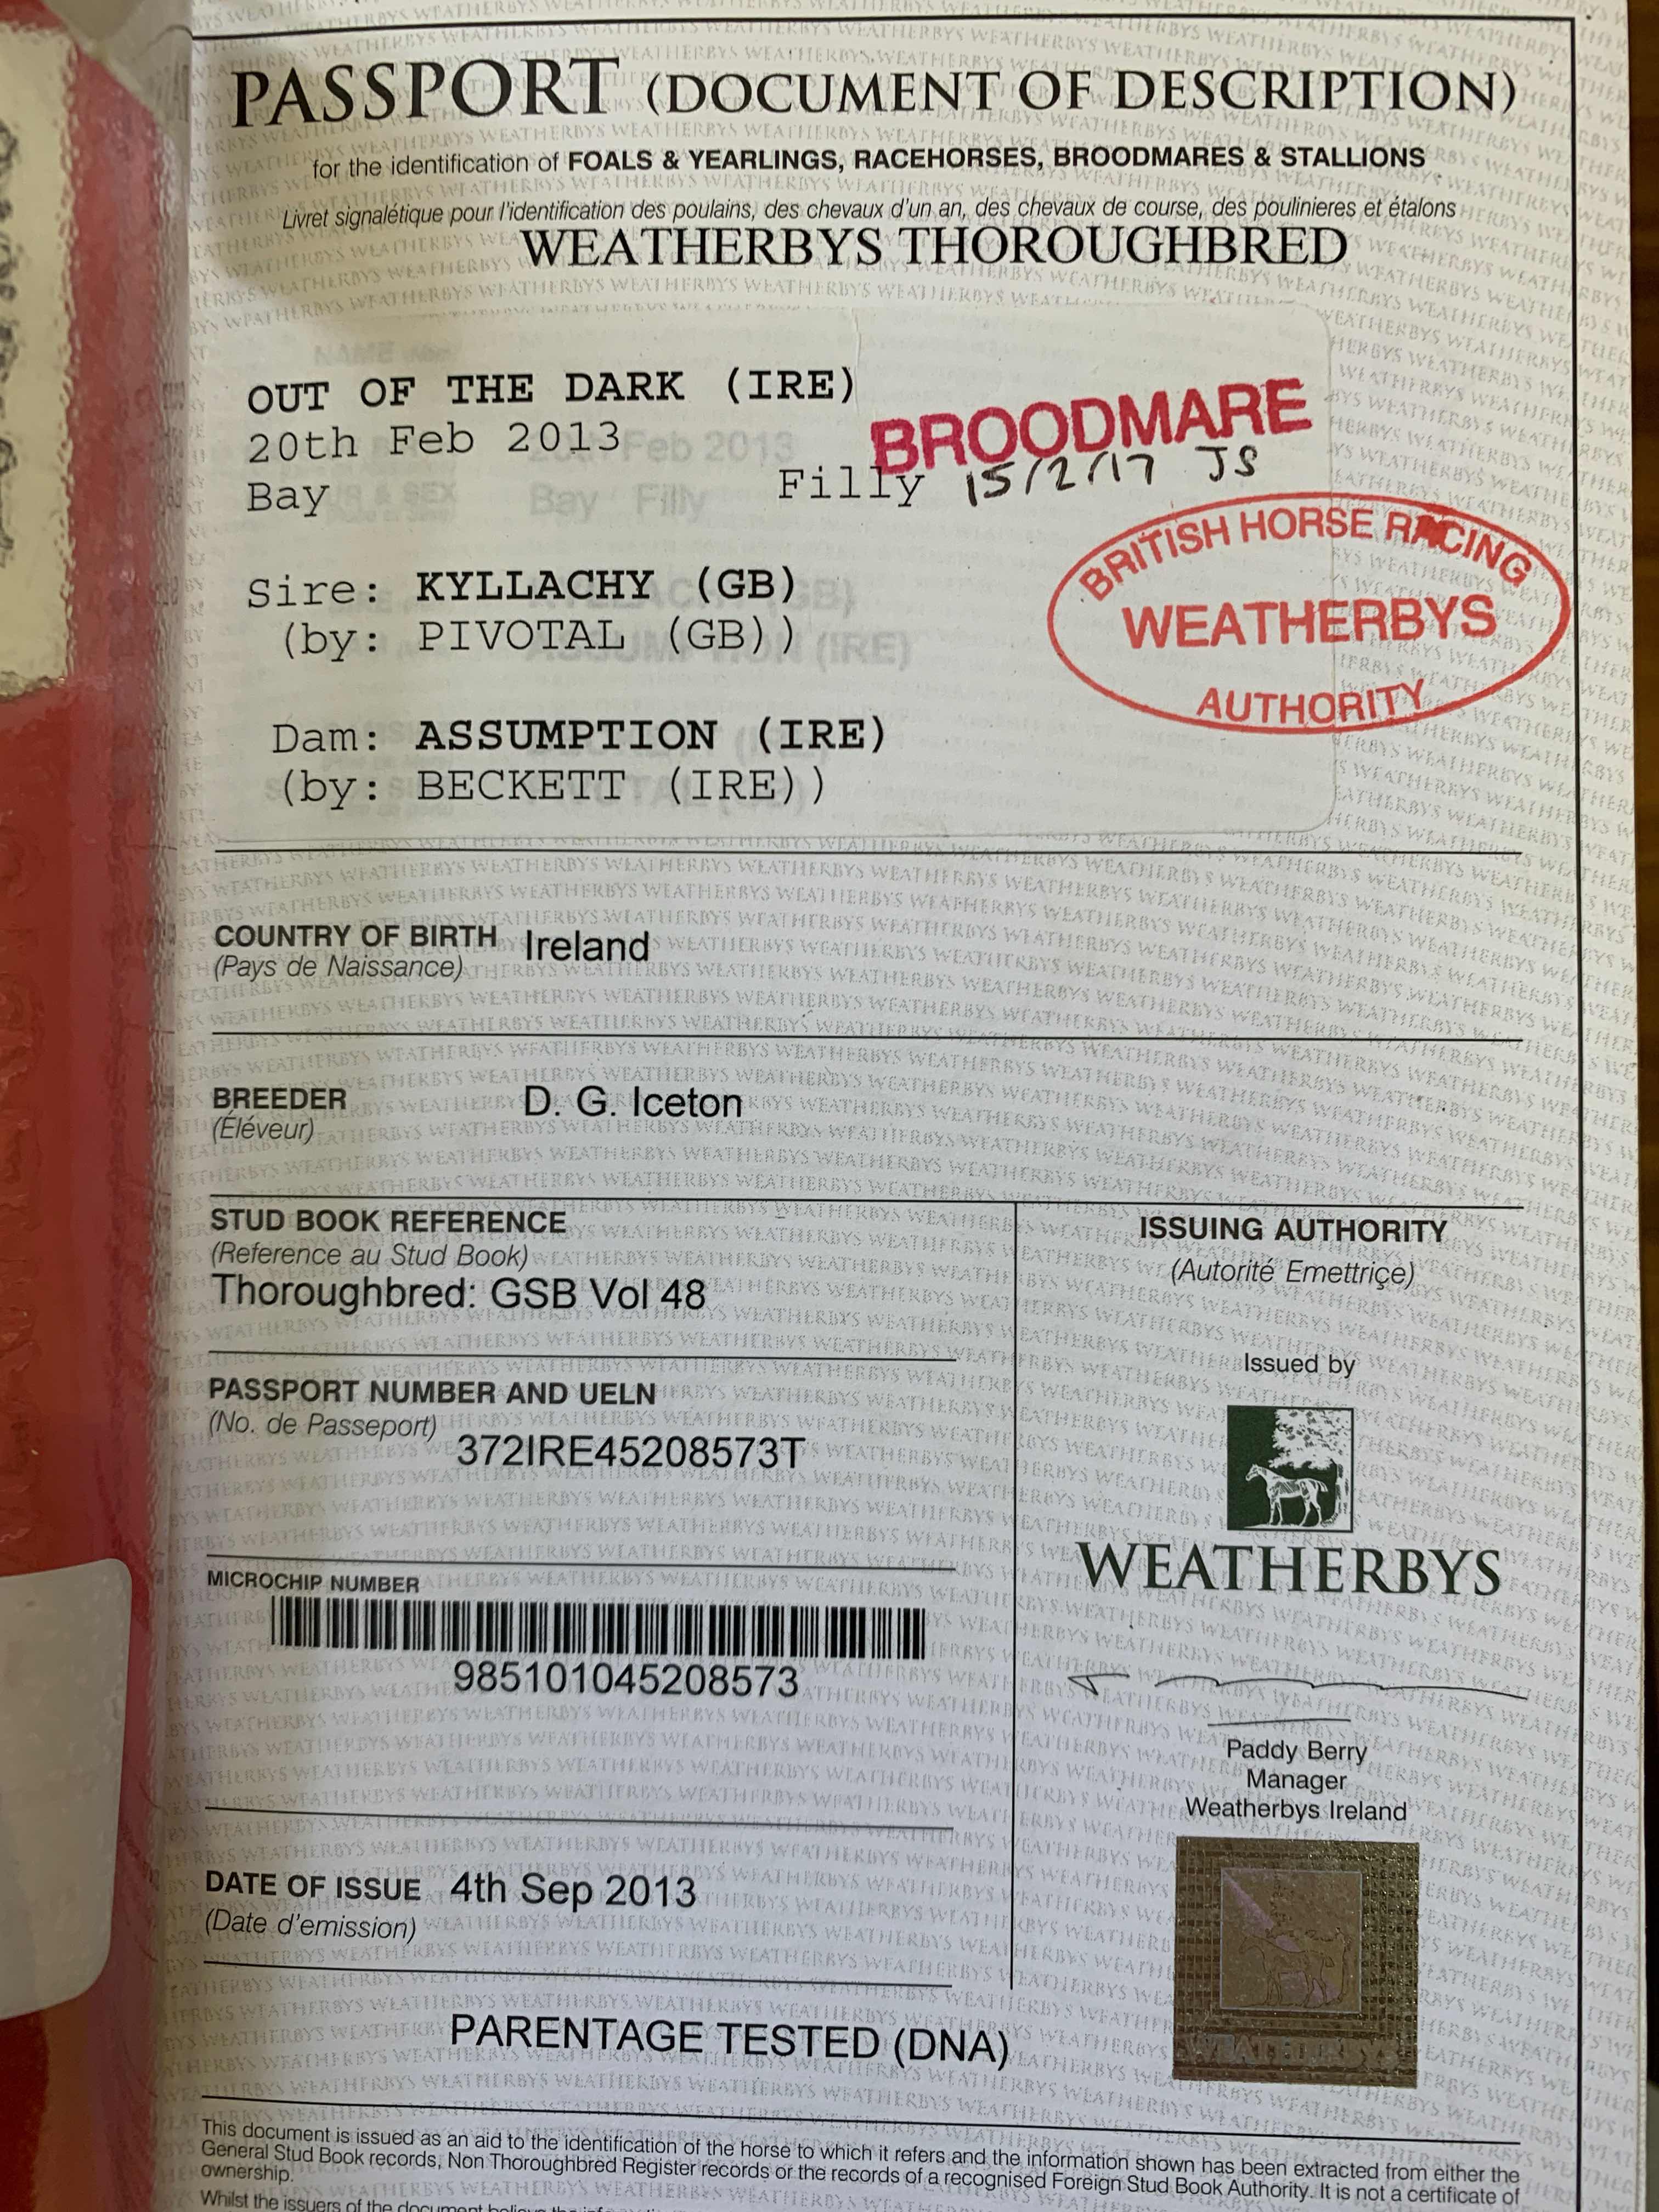 PASSPORT (DOCUMENT OF DESCRIPTION)
for the identification of FOALS & YEARLINGS, RACEHORSES, BROODMARES & STALLIONS
Livret signalétique pour l'identification des poulains, des chevaux d'un an, des chevaux de course, des poulinieres et étalons
WEATHERBYS THOROUGHBRED
OUT OF THE DARK (IRE)
20th Feb 2013
BROODMARE
Bay Filly 15/2/17 JS
BRITISH HORSE RACING
WEATHERBYS
AUTHORITY
Sire: KYLLACHY (GB)
(by: PIVOTAL (GB))
Dam: ASSUMPTION (IRE)
(by: BECKETT (IRE))
COUNTRY OF BIRTH Ireland
(Pays de Naissance)
BREEDER D. G. Iceton
(Éléveur)
STUD BOOK REFERENCE
(Reference au Stud Book)
Thoroughbred: GSB Vol 48
PASSPORT NUMBER AND UELN
(No. de Passeport)
372IRE45208573T
MICROCHIP NUMBER
985101045208573
DATE OF ISSUE 4th Sep 2013
(Date d'emission)
ISSUING AUTHORITY
(Autorité Emettriçe)
Issued by
WEATHERBYS
Paddy Berry
Manager
Weatherbys Ireland
WEATHERBYS
PARENTAGE TESTED (DNA)
This document is issued as an aid to the identification of the horse to which it refers and the information shown has been extracted from either the
General Stud Book records, Non Thoroughbred Register records or the records of a recognised Foreign Stud Book Authority. It is not a certificate of
ownership.
Whilst the issuers of the document